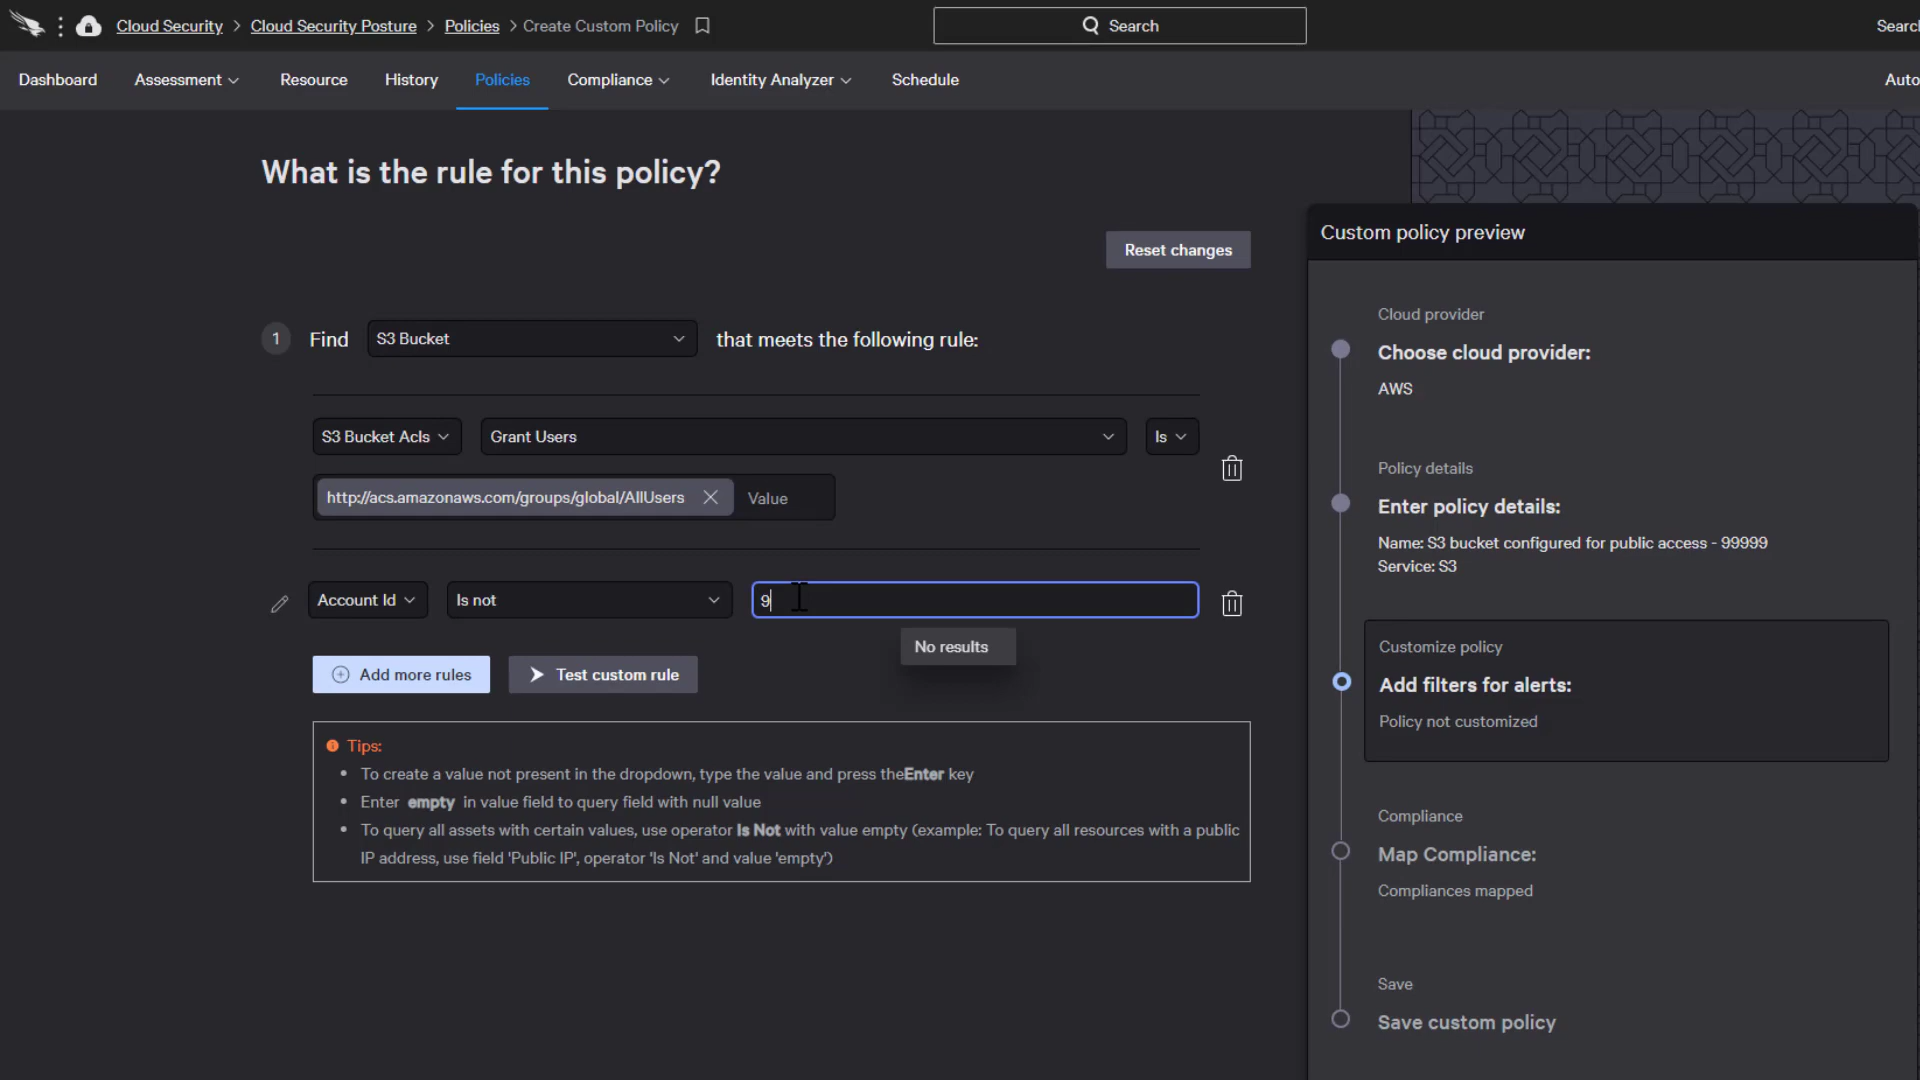 Cloud Security > Cloud Security Posture > Policies > Create Custom Policy
Search
Searc
Dashboard
Assessment
Resource
History
Policies
Compliance
Identity Analyzer
Schedule
Auto
What is the rule for this policy?
Reset changes
1 Find S3 Bucket that meets the following rule:
S3 Bucket Acls Grant Users Is
http://acs.amazonaws.com/groups/global/AllUsers Value
Account Id Is not 9
No results
Add more rules Test custom rule
Tips:
• To create a value not present in the dropdown, type the value and press theEnter key
• Enter empty in value field to query field with null value
• To query all assets with certain values, use operator Is Not with value empty (example: To query all resources with a public
IP address, use field 'Public IP', operator 'Is Not' and value 'empty')
Custom policy preview
Cloud provider
Choose cloud provider:
AWS
Policy details
Enter policy details:
Name: S3 bucket configured for public access - 99999
Service: S3
Customize policy
Add filters for alerts:
Policy not customized
Compliance
Map Compliance:
Compliances mapped
Save
Save custom policy